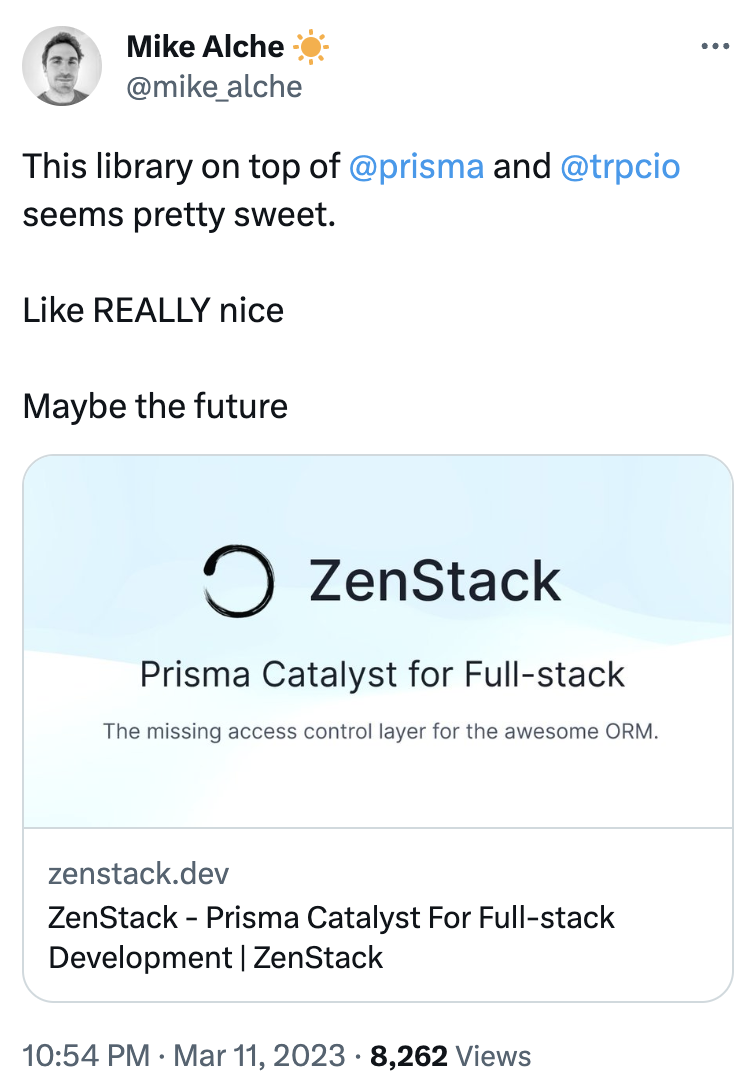 Mike Alche ☀️
@mike_alche
This library on top of @prisma and @trpcio
seems pretty sweet.
Like REALLY nice
Maybe the future
ZenStack
Prisma Catalyst for Full-stack
The missing access control layer for the awesome ORM.
zenstack.dev
ZenStack - Prisma Catalyst For Full-stack
Development | ZenStack
10:54 PM · Mar 11, 2023 · 8,262 Views